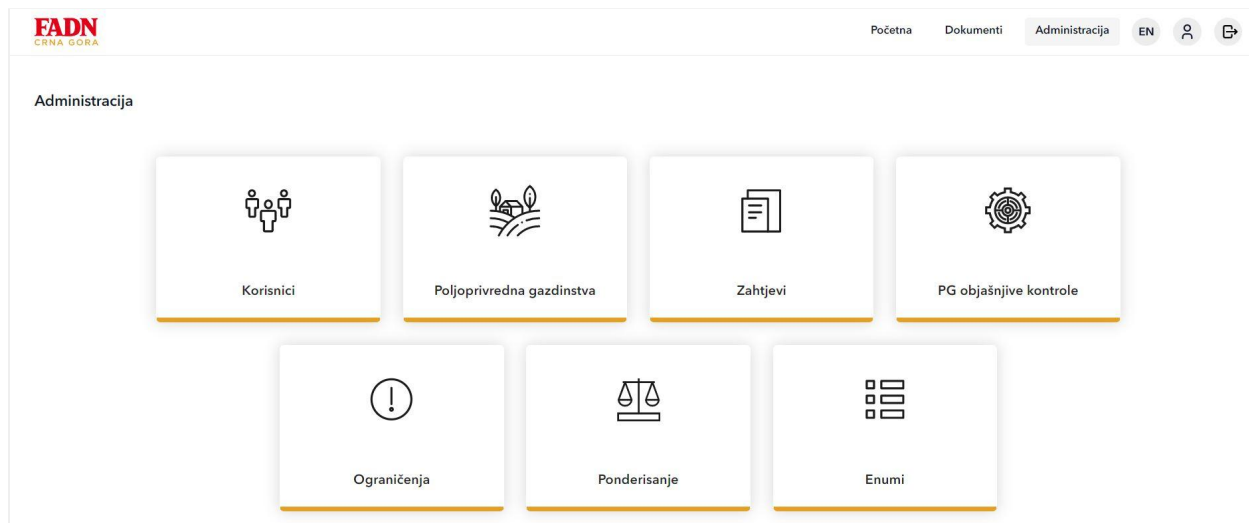 FADN
CRNA GORA
Početna Dokumenti Administracija EN
Administracija
Korisnici Poljoprivredna gazdinstva Zahtjevi PG objašnjive kontrole
Ograničenja Ponderisanje Enumi